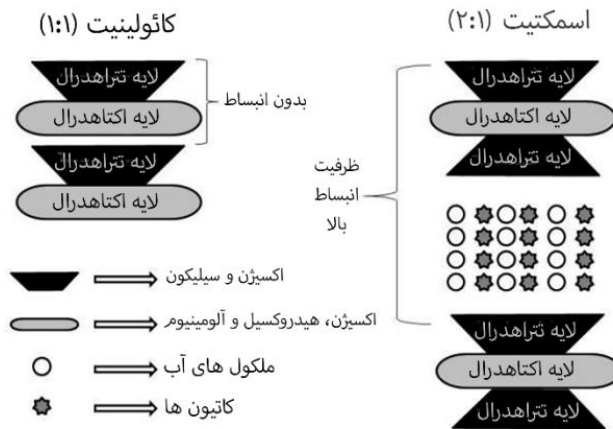 اسمکتیت (۲:۱)
کائولینیت (۱:۱)
لایه تتراهدرال
لایه اکتاهدرال
لایه تتراهدرال
ظرفیت
انبساط
بالا
لایه تتراهدرال
لایه اکتاهدرال
لایه تتراهدرال
لایه تتراهدرال
لایه اکتاهدرال
بدون انبساط
لایه تتراهدرال
لایه اکتاهدرال
اکسیژن و سیلیکون
اکسیژن، هیدروکسیل و آلومینیوم
ملکول های آب
کاتیون ها